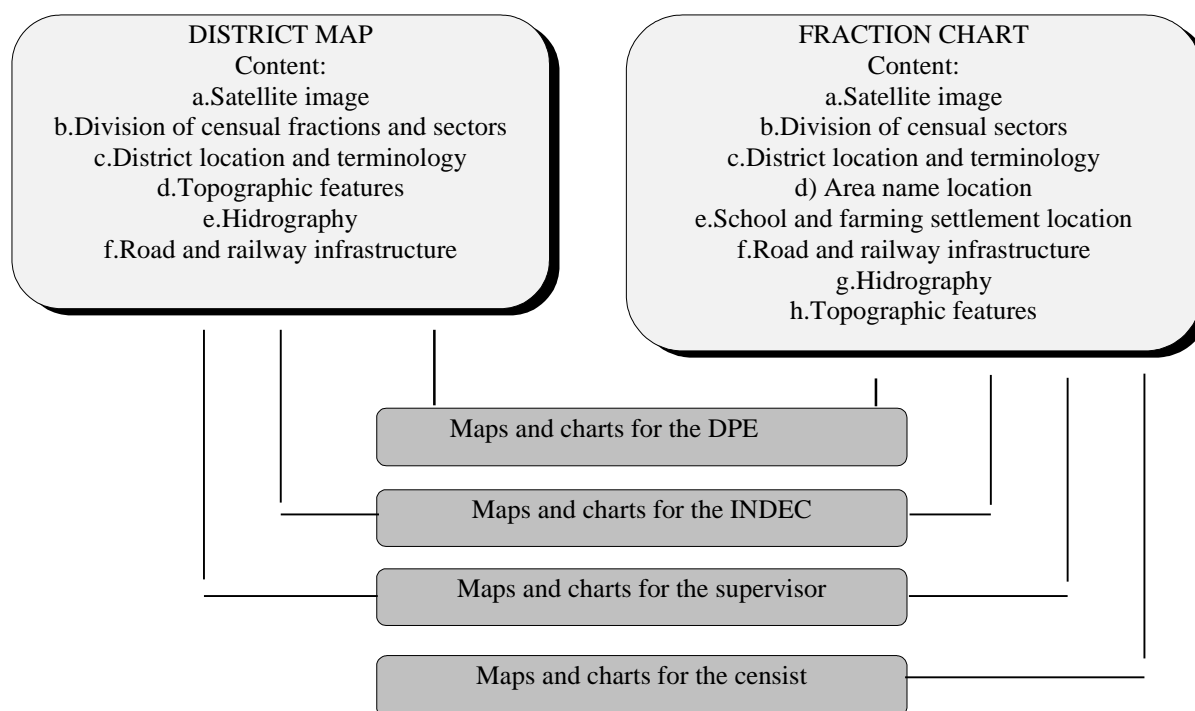 DISTRICT MAP
Content:
a.Satellite image
b.Division of censual fractions and sectors
c.District location and terminology
d.Topographic features
e.Hidrography
f.Road and railway infrastructure
FRACTION CHART
Content:
a.Satellite image
b.Division of censual sectors
c.District location and terminology
d) Area name location
e.School and farming settlement location
f.Road and railway infrastructure
g.Hidrography
h.Topographic features
Maps and charts for the DPE
Maps and charts for the INDEC
Maps and charts for the supervisor
Maps and charts for the censist